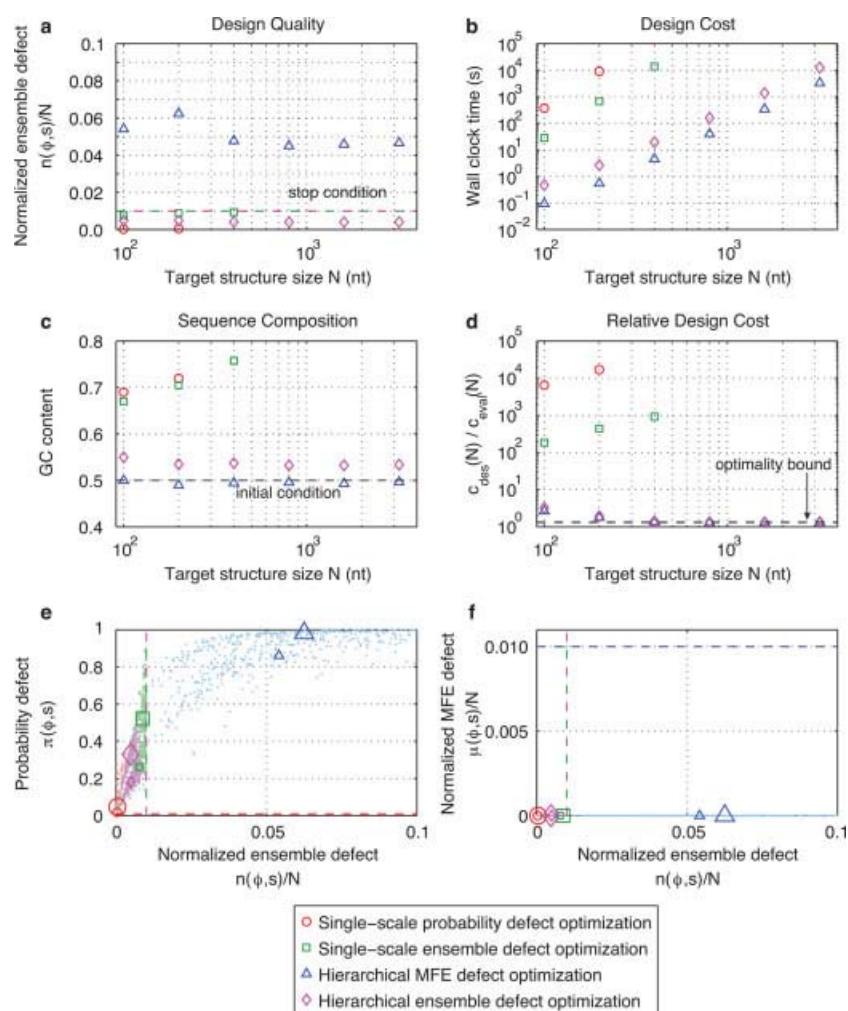 a Design Quality
Normalized ensemble defect
n(ϕ,s)/N
0.1
0.08
0.06
0.04
0.02
0.0
stop condition
10² 10³
Target structure size N (nt)
b Design Cost
Wall clock time (s)
10⁵
10⁴
10³
10²
10¹
10⁰
10⁻¹
10⁻²
10² 10³
Target structure size N (nt)
c Sequence Composition
GC content
0.8
0.7
0.6
0.5
0.4
initial condition
10² 10³
Target structure size N (nt)
d Relative Design Cost
c_des(N) / c_eval(N)
10⁵
10⁴
10³
10²
10¹
10⁰
optimality bound
10² 10³
Target structure size N (nt)
e
Probability defect
π(ϕ,s)
1
0.8
0.6
0.4
0.2
0
0 0.05 0.1
Normalized ensemble defect
n(ϕ,s)/N
f
Normalized MFE defect
μ(ϕ,s)/N
0.010
0.005
0
0 0.05 0.1
Normalized ensemble defect
n(ϕ,s)/N
Single−scale probability defect optimization
Single−scale ensemble defect optimization
Hierarchical MFE defect optimization
Hierarchical ensemble defect optimization